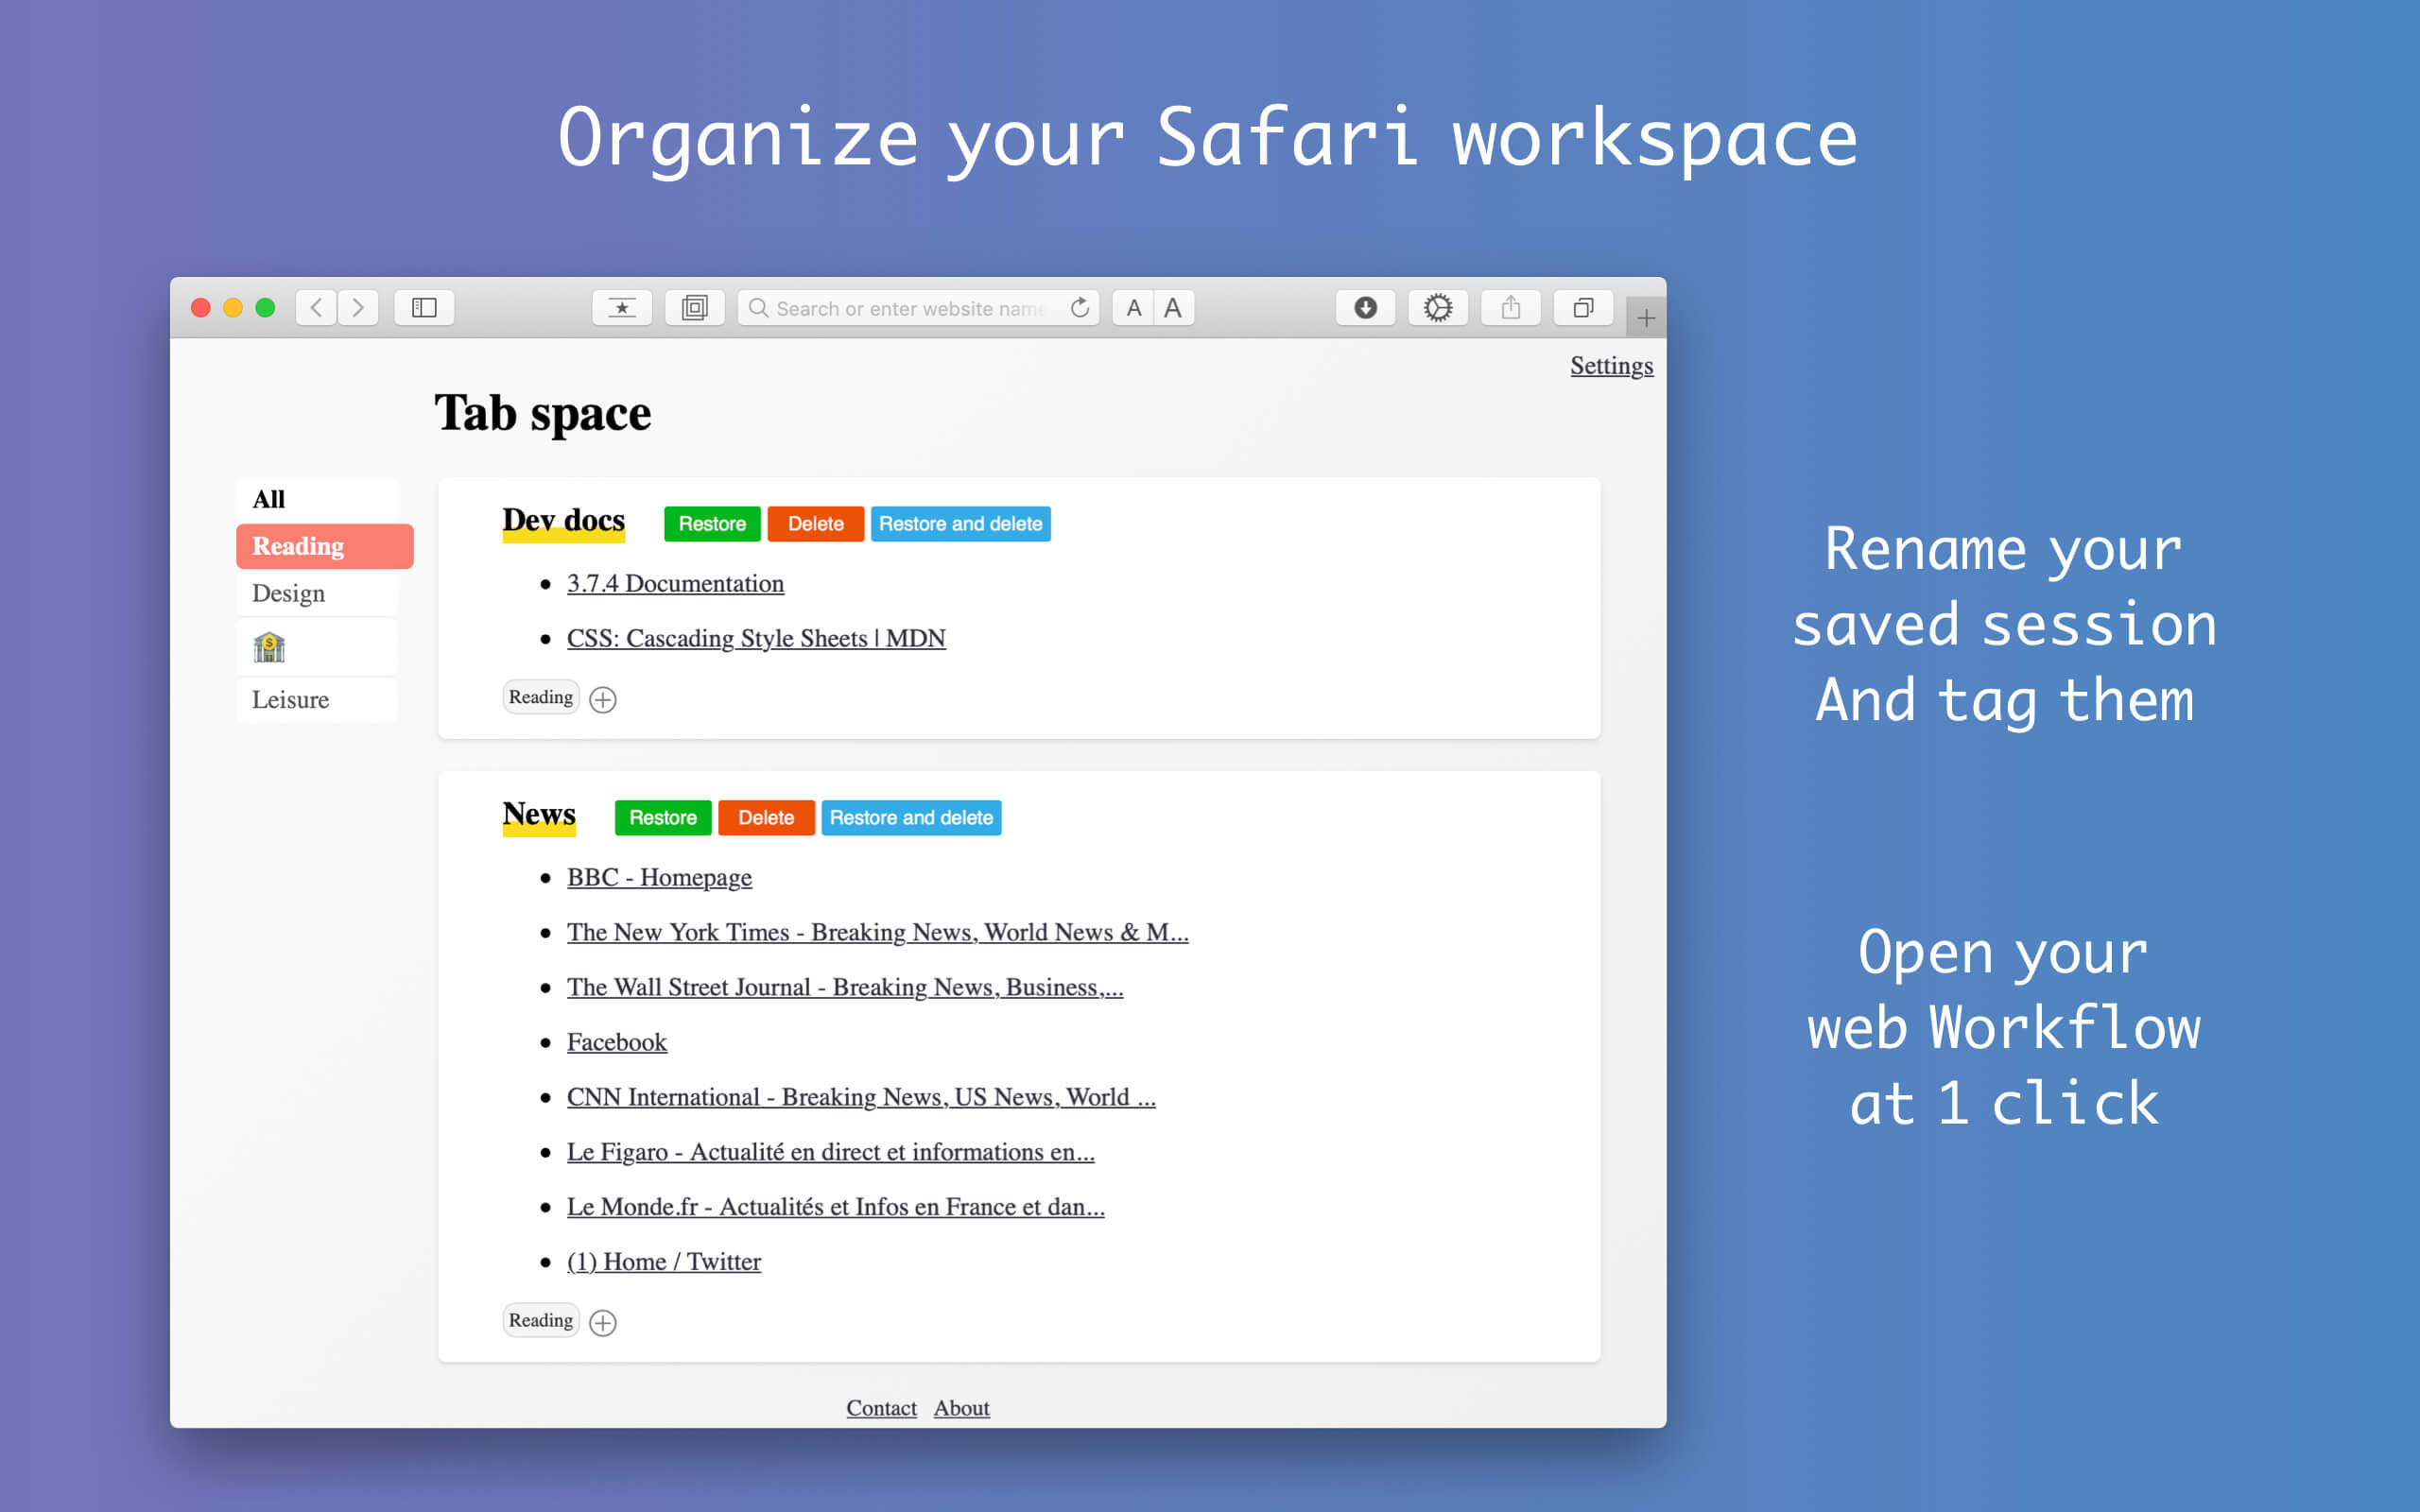 Organize your Safari workspace
Search or enter website name
A A
Settings
Tab space
All
Reading
Design
Leisure
Dev docs Restore Delete Restore and delete
3.7.4 Documentation
CSS: Cascading Style Sheets | MDN
Reading
News Restore Delete Restore and delete
BBC - Homepage
The New York Times - Breaking News, World News & M...
The Wall Street Journal - Breaking News, Business,...
Facebook
CNN International - Breaking News, US News, World ...
Le Figaro - Actualité en direct et informations en...
Le Monde.fr - Actualités et Infos en France et dan...
(1) Home / Twitter
Reading
Contact About
Rename your
saved session
And tag them
Open your
web Workflow
at 1 click